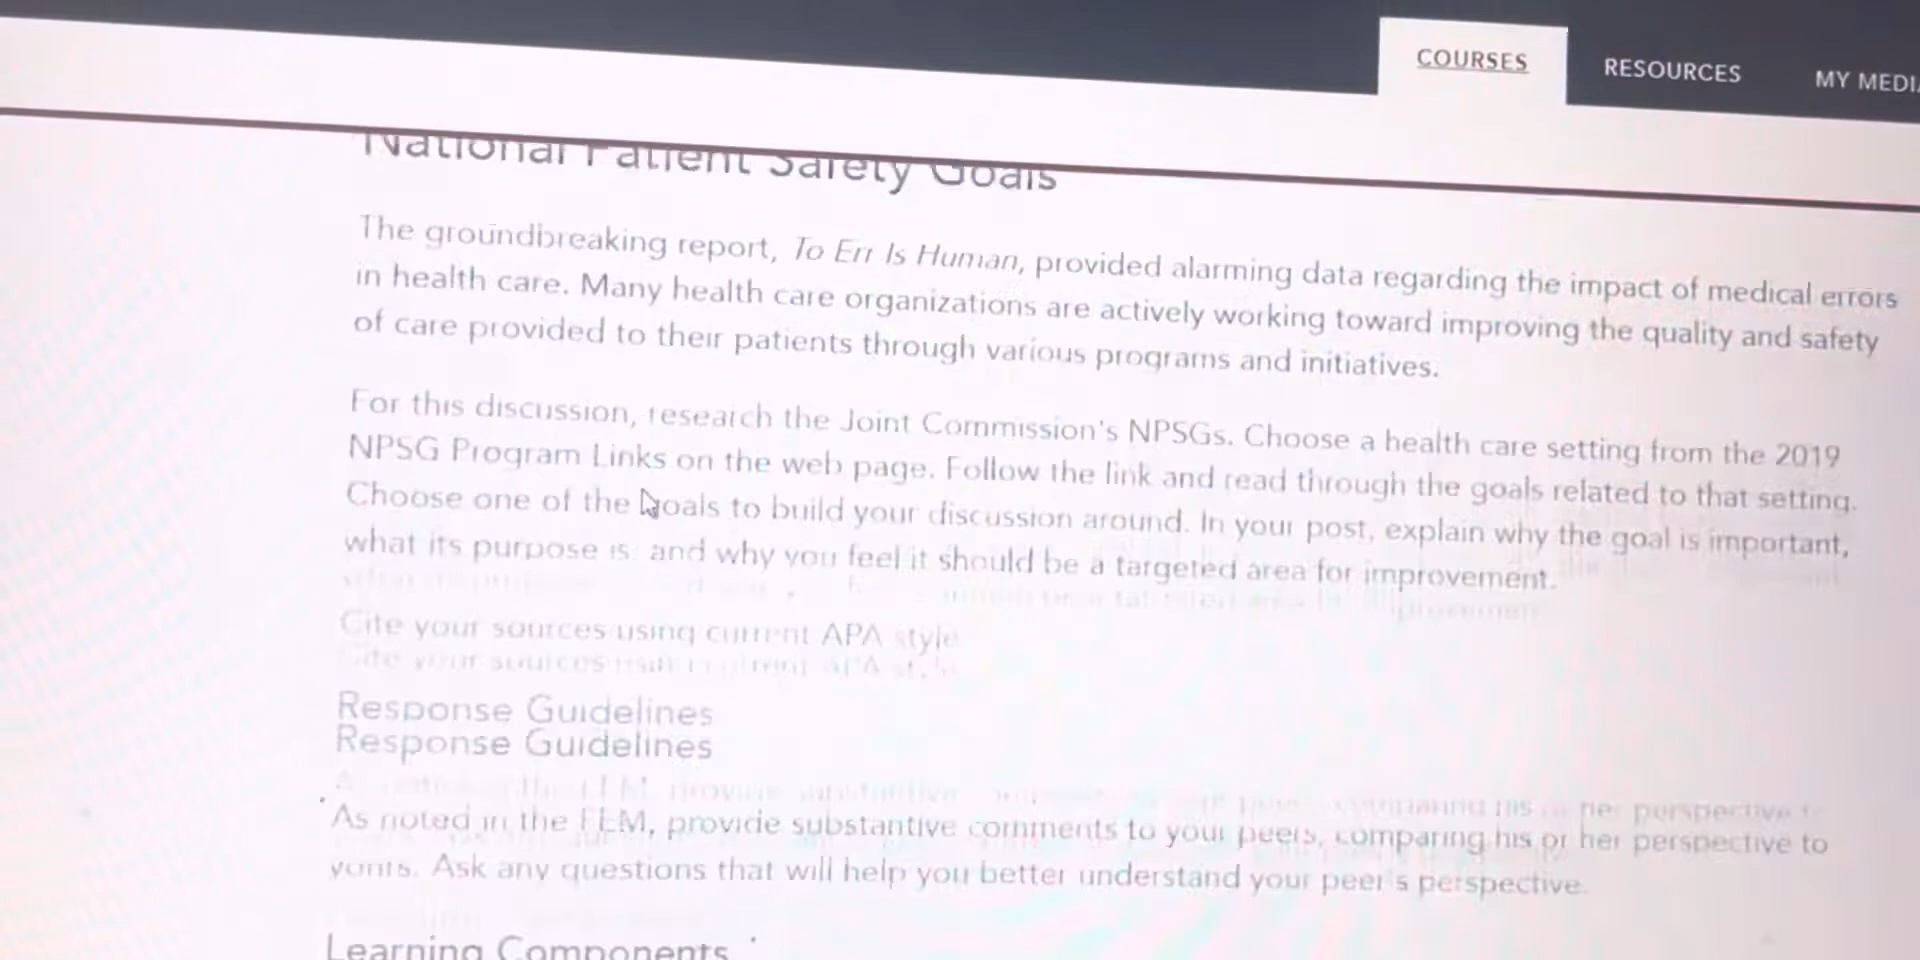 COURSES
RESOURCES
MY MEDIA
National Patient Safety Goals
The groundbreaking report, To Err Is Human, provided alarming data regarding the impact of medical errors
in health care. Many health care organizations are actively working toward improving the quality and safety
of care provided to their patients through various programs and initiatives.
For this discussion, research the Joint Commission's NPSGs. Choose a health care setting from the 2019
NPSG Program Links on the web page. Follow the link and read through the goals related to that setting.
Choose one of the goals to build your discussion around. In your post, explain why the goal is important,
what its purpose is, and why you feel it should be a targeted area for improvement.
Cite your sources using current APA style
Response Guidelines
Response Guidelines
As noted in the FEM, provide substantive comments to your peers, comparing his or her perspective to
yours. Ask any questions that will help you better understand your peer's perspective.
Learning Components